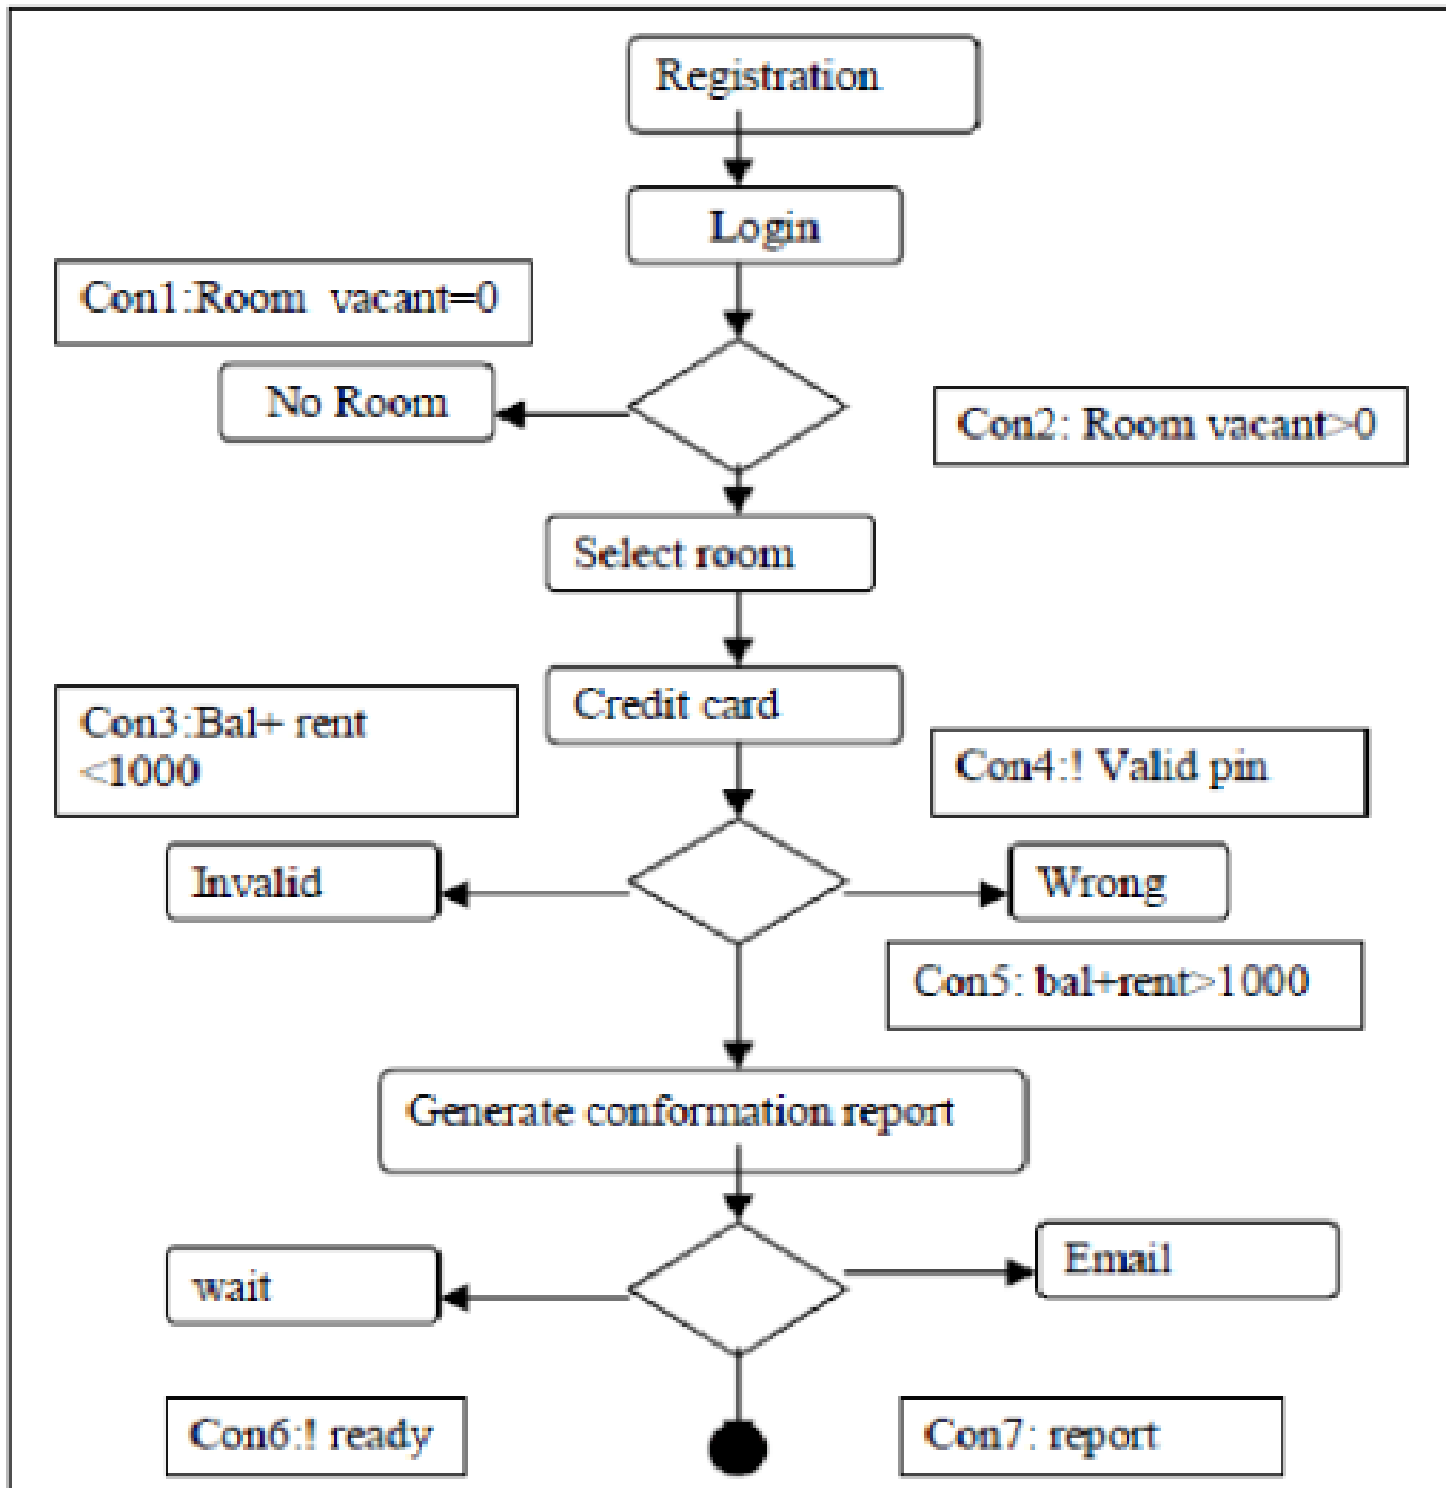 Registration
Login
Con1:Room vacant=0
No Room
Con2: Room vacant>0
Select room
Credit card
Con3:Bal+ rent
<1000
Con4:! Valid pin
Invalid
Wrong
Con5: bal+rent>1000
Generate conformation report
wait
Email
Con6:! ready
Con7: report